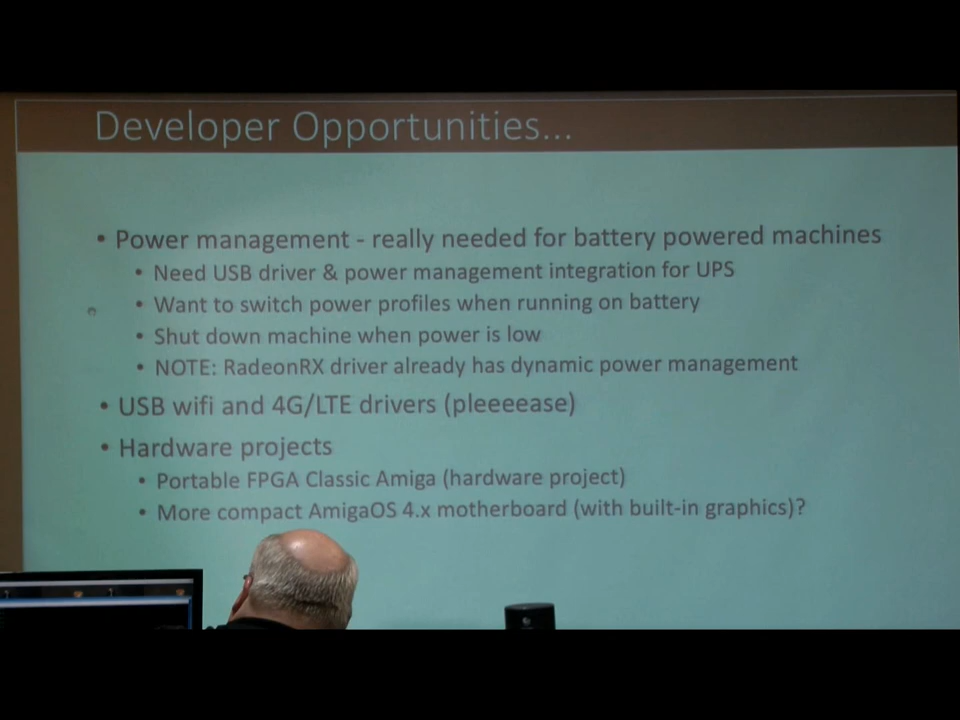 Developer Opportunities...
• Power management - really needed for battery powered machines
• Need USB driver & power management integration for UPS
• Want to switch power profiles when running on battery
• Shut down machine when power is low
• NOTE: RadeonRX driver already has dynamic power management
• USB wifi and 4G/LTE drivers (pleeeease)
• Hardware projects
• Portable FPGA Classic Amiga (hardware project)
• More compact AmigaOS 4.x motherboard (with built-in graphics)?